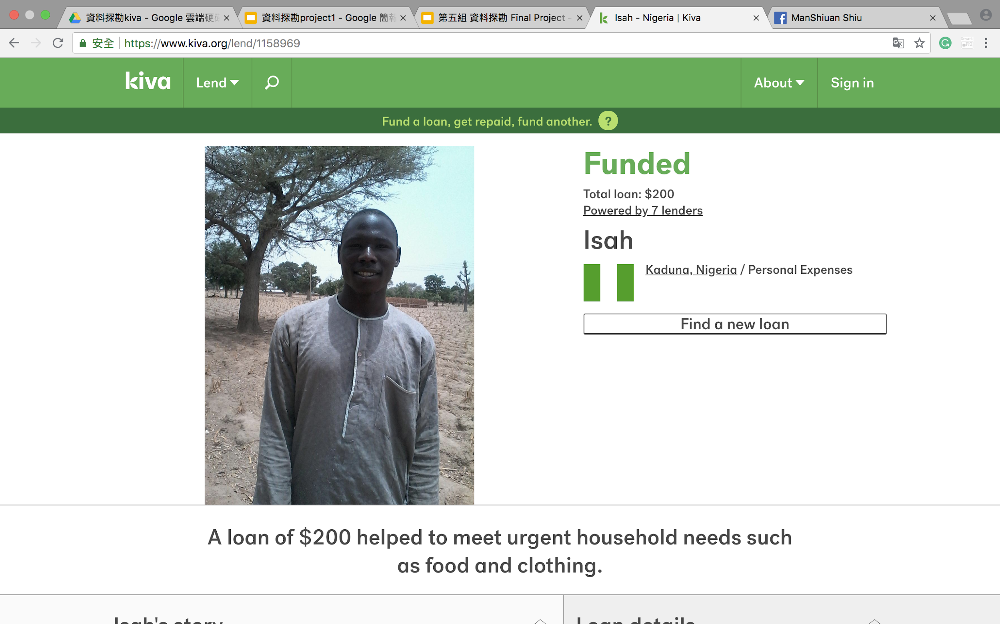 資料探勘kiva - Google 雲端硬
資料探勘project1 - Google 簡報
第五組 資料探勘 Final Project -
Isah - Nigeria | Kiva
ManShiuan Shiu
安全
https://www.kiva.org/lend/1158969
Smart
PKI
kiva
Lend
About
Sign in
Fund a loan, get repaid, fund another. ?
Funded
Total loan: $200
Powered by 7 lenders
Isah
Kaduna, Nigeria / Personal Expenses
Find a new loan
A loan of $200 helped to meet urgent household needs such
as food and clothing.
Isah's story
Loan details